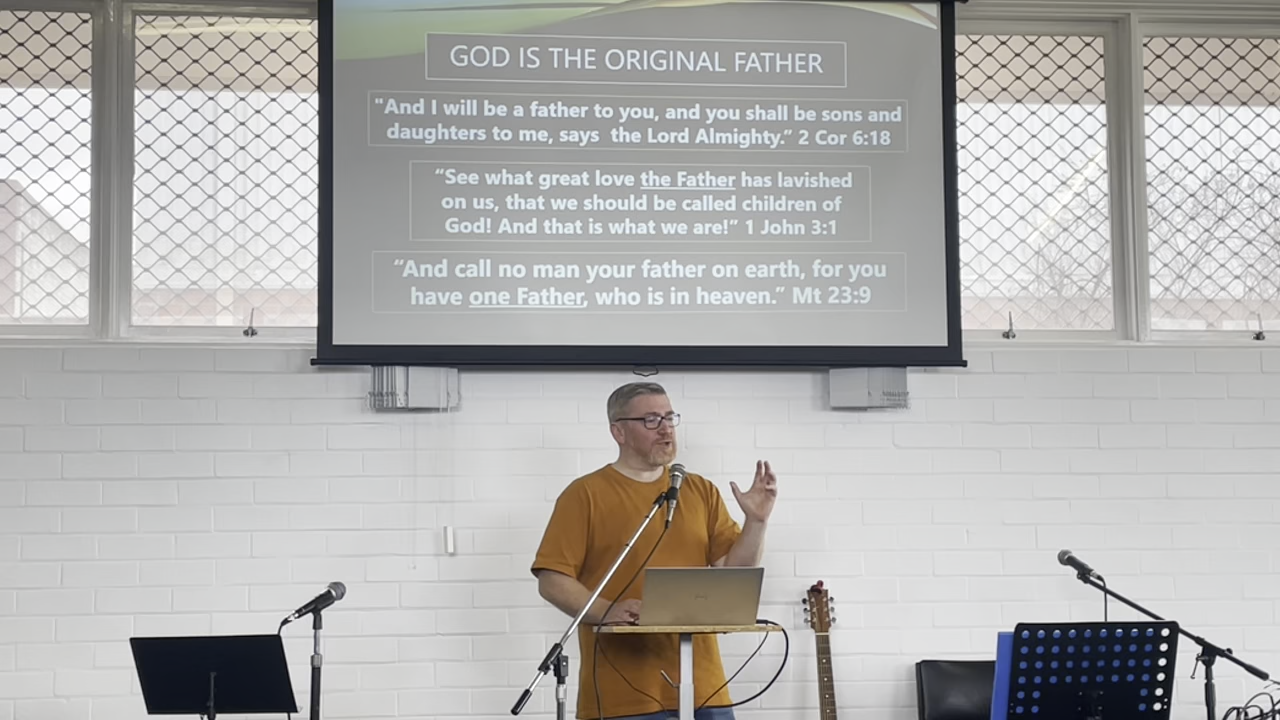 GOD IS THE ORIGINAL FATHER
"And I will be a father to you, and you shall be sons and
daughters to me, says the Lord Almighty.” 2 Cor 6:18
“See what great love the Father has lavished
on us, that we should be called children of
God! And that is what we are!” 1 John 3:1
“And call no man your father on earth, for you
have one Father, who is in heaven.” Mt 23:9